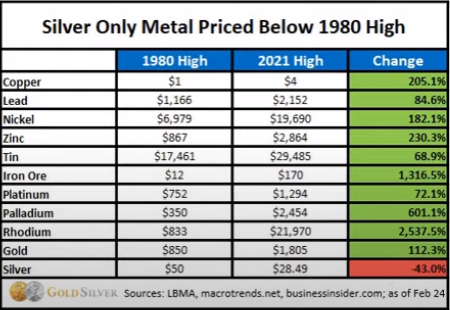 Silver Only Metal Priced Below 1980 High
1980 High 2021 High Change
Copper $1 $4 205.1%
Lead $1,166 $2,152 84.6%
Nickel $6,979 $19,690 182.1%
Zinc $867 $2,864 230.3%
Tin $17,461 $29,485 68.9%
Iron Ore $12 $170 1,316.5%
Platinum $752 $1,294 72.1%
Palladium $350 $2,454 601.1%
Rhodium $833 $21,970 2,537.5%
Gold $850 $1,805 112.3%
Silver $50 $28.49 -43.0%
GOLDSILVER Sources: LBMA, macrotrends.net, businessinsider.com; as of Feb 24